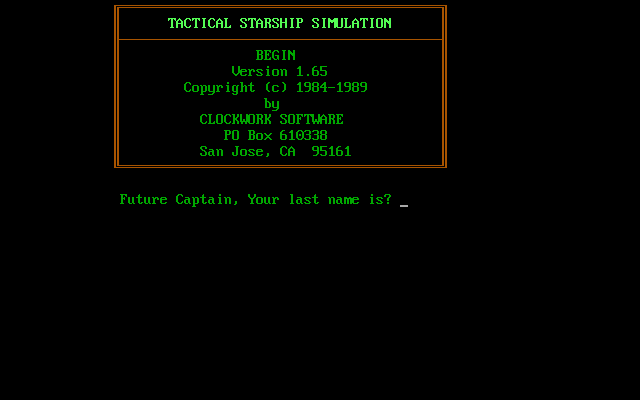 TACTICAL STARSHIP SIMULATION
BEGIN
Version 1.65
Copyright (c) 1984-1989
by
CLOCKWORK SOFTWARE
PO Box 610338
San Jose, CA  95161
Future Captain, Your last name is? _